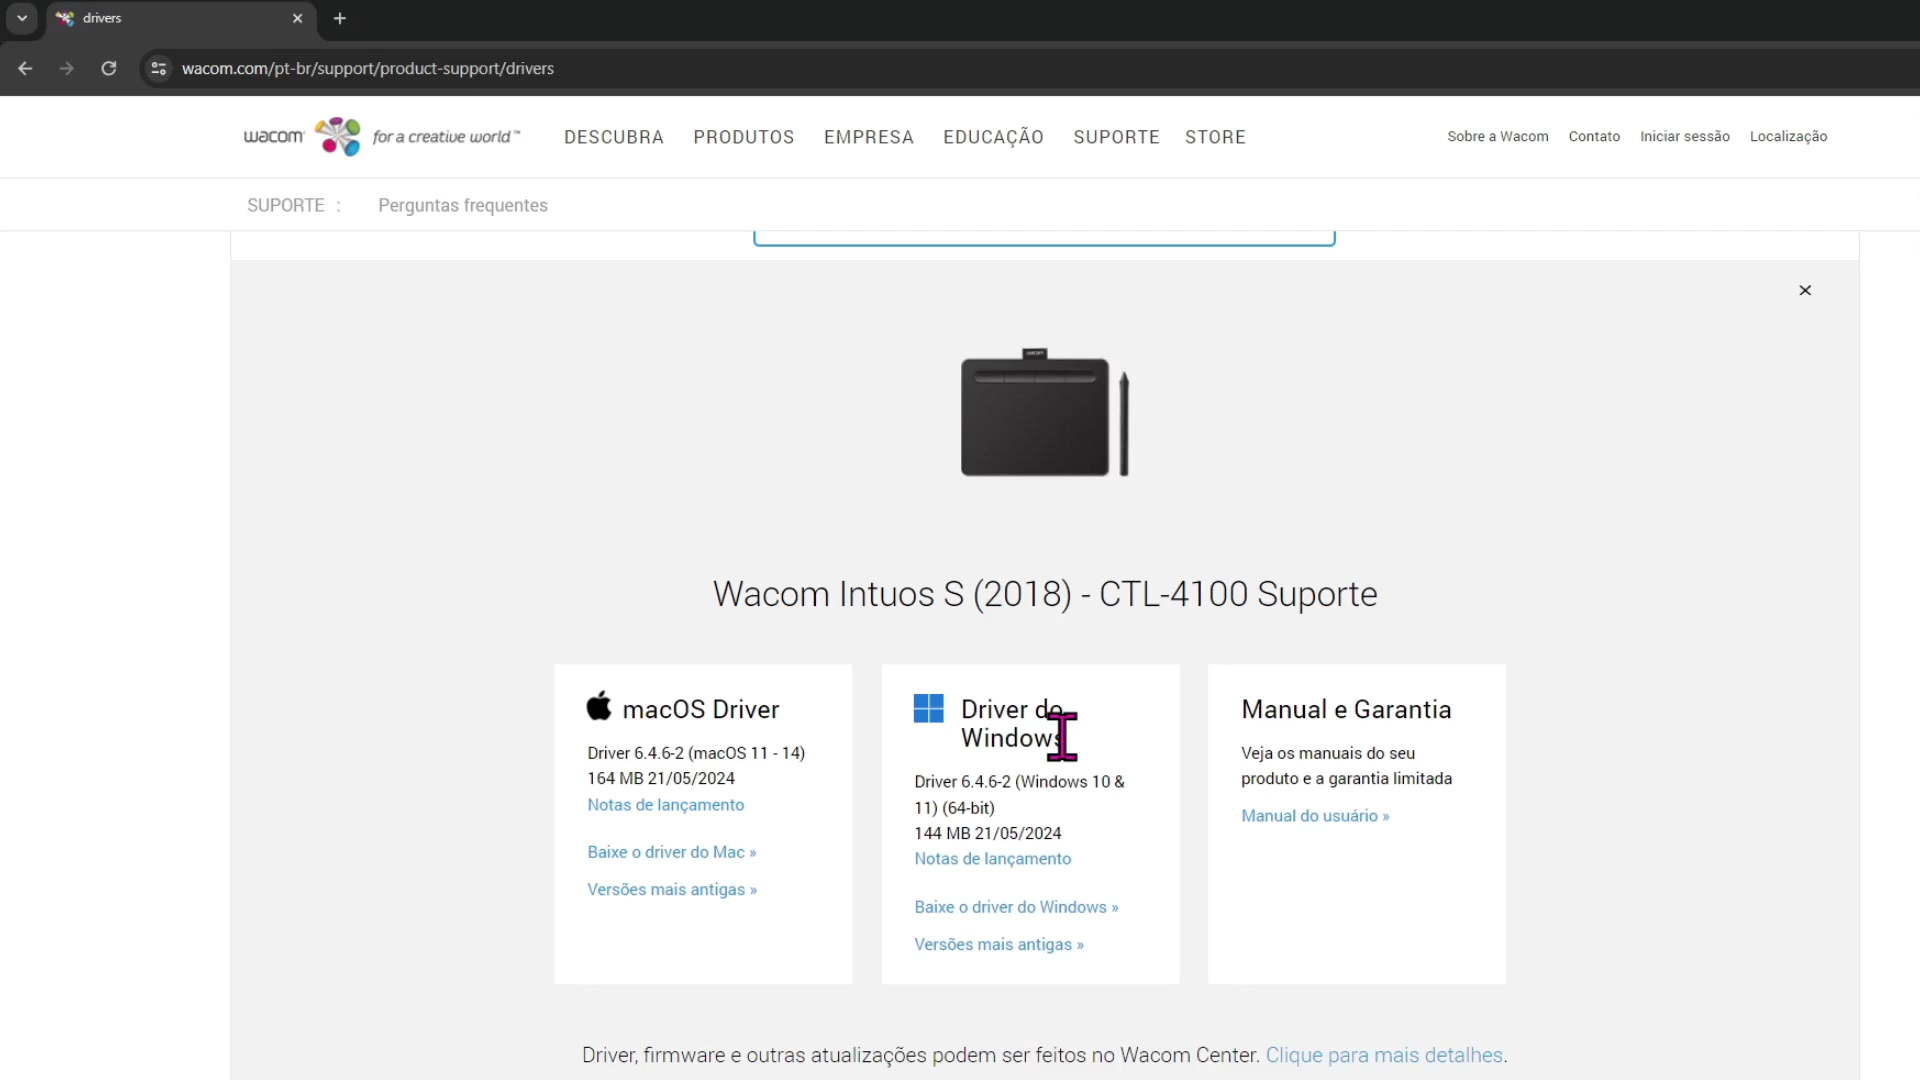 drivers
wacom.com/pt-br/support/product-support/drivers
wacom for a creative world™ DESCUBRA PRODUTOS EMPRESA EDUCAÇÃO SUPORTE STORE Sobre a Wacom Contato Iniciar sessão Localização
SUPORTE : Perguntas frequentes
wacom
Wacom Intuos S (2018) - CTL-4100 Suporte
macOS Driver
Driver 6.4.6-2 (macOS 11 - 14)
164 MB 21/05/2024
Notas de lançamento
Baixe o driver do Mac »
Versões mais antigas »
Driver do
Windows
Driver 6.4.6-2 (Windows 10 &
11) (64-bit)
144 MB 21/05/2024
Notas de lançamento
Baixe o driver do Windows »
Versões mais antigas »
Manual e Garantia
Veja os manuais do seu
produto e a garantia limitada
Manual do usuário »
Driver, firmware e outras atualizações podem ser feitos no Wacom Center. Clique para mais detalhes.